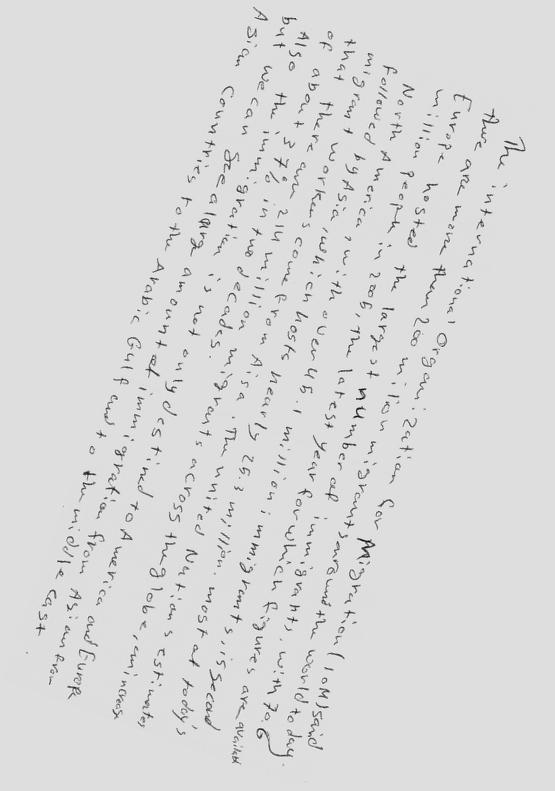 The international Organization for Migration (IOM) said
there are more than 200 million migrants around the world today.
Europe hosted the largest number of immigrants, with 70.6
million people in 2005, the latest year for which figures are available
North America, with over 45.1 million immigrants, is second
followed by Asia, which hosts nearly 25.3 million. most of today's
migrant workers come from Aisa. The united Nations estimates
that there are 214 million migrants across the globe, an increase
of about 37% in two decades.
Also the immigration is not only destined to America and Europe
but we can see a large amount of immigration from Asian from
Asian countries to the Arabic Gulf and to the middle East.